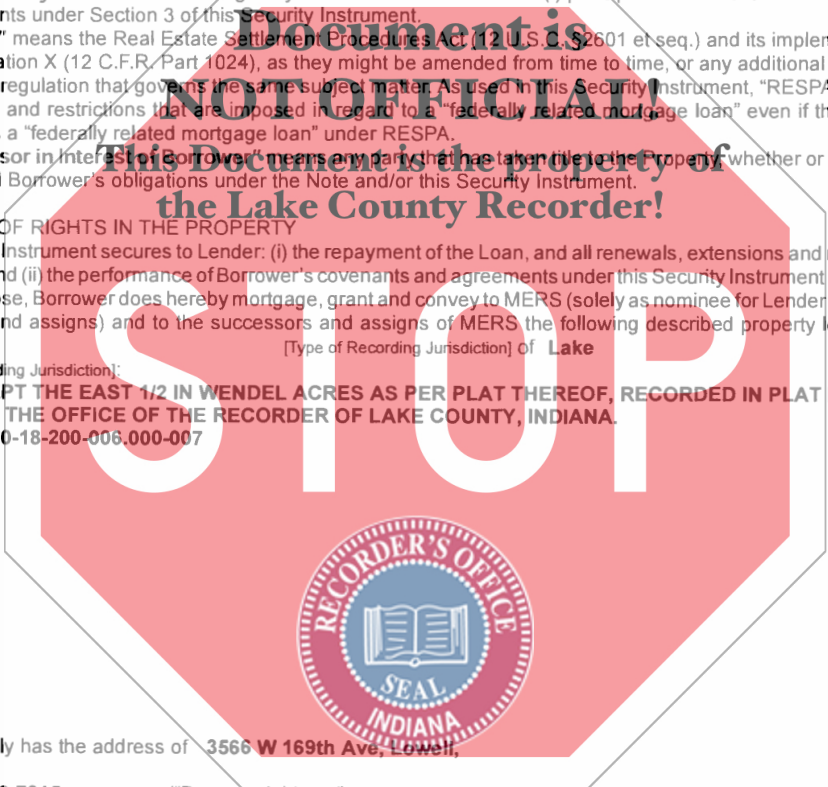 nts under Section 3 of this Security Instrument.
Document is
" means the Real Estate Settlement Procedures Act (12 U.S.C. §2601 et seq.) and its implen
ation X (12 C.F.R. Part 1024), as they might be amended from time to time, or any additional
regulation that governs the same subject matter. As used in this Security Instrument, "RESPA
NOT OFFICIAL!
and restrictions that are imposed in regard to a "federally related mortgage loan" even if th
a "federally related mortgage loan" under RESPA.
This Document is the property of
sor in Interest of Borrower" means any party that has taken title to the Property, whether or
Borrower's obligations under the Note and/or this Security Instrument.
the Lake County Recorder!
OF RIGHTS IN THE PROPERTY
Instrument secures to Lender: (i) the repayment of the Loan, and all renewals, extensions and
nd (ii) the performance of Borrower's covenants and agreements under this Security Instrument
se, Borrower does hereby mortgage, grant and convey to MERS (solely as nominee for Lender
nd assigns) and to the successors and assigns of MERS the following described property l
[Type of Recording Jurisdiction] of Lake
ding Jurisdiction]:
STOP
PT THE EAST 1/2 IN WENDEL ACRES AS PER PLAT THEREOF, RECORDED IN PLAT
THE OFFICE OF THE RECORDER OF LAKE COUNTY, INDIANA.
0-18-200-006.000-007
RECORDER'S OFFICE
SEAL
INDIANA
ly has the address of 3566 W 169th Ave, Lowell,